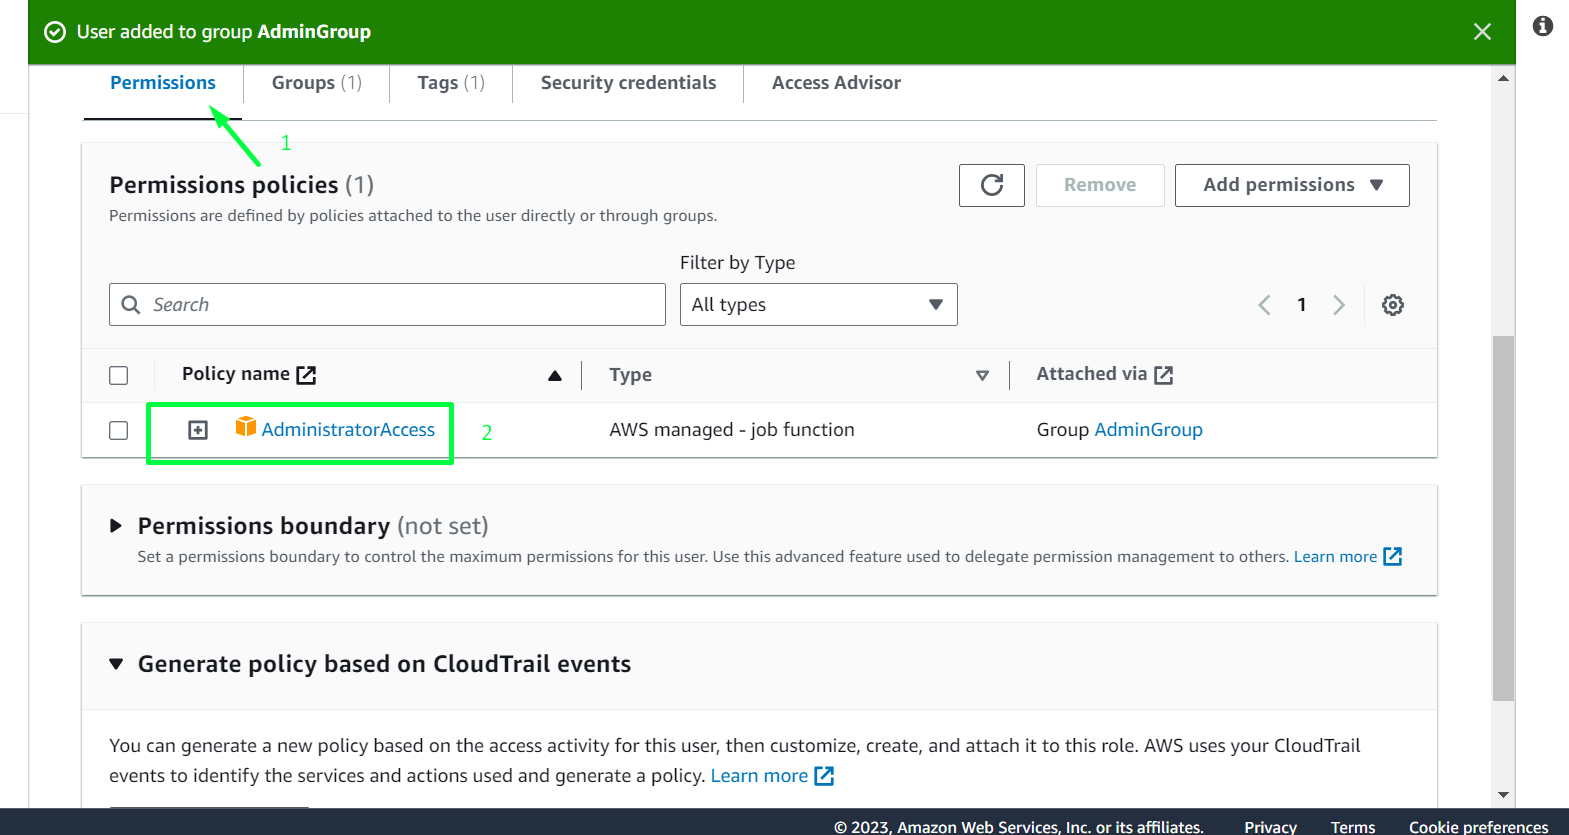 User added to group AdminGroup
Permissions
Groups (1)
Tags (1)
Security credentials
Access Advisor
1
Permissions policies (1)
Remove
Add permissions
Permissions are defined by policies attached to the user directly or through groups.
Filter by Type
Search
All types
1
Policy name
Type
Attached via
AdministratorAccess
2
AWS managed - job function
Group AdminGroup
Permissions boundary (not set)
Set a permissions boundary to control the maximum permissions for this user. Use this advanced feature used to delegate permission management to others. Learn more
Generate policy based on CloudTrail events
You can generate a new policy based on the access activity for this user, then customize, create, and attach it to this role. AWS uses your CloudTrail
events to identify the services and actions used and generate a policy. Learn more
© 2023, Amazon Web Services, Inc. or its affiliates.
Privacy
Terms
Cookie preferences